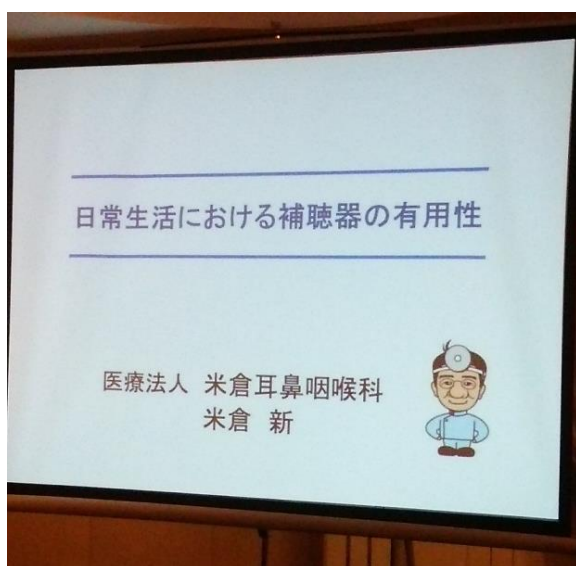 日常生活における補聴器の有用性
医療法人 米倉耳鼻咽喉科
米倉 新